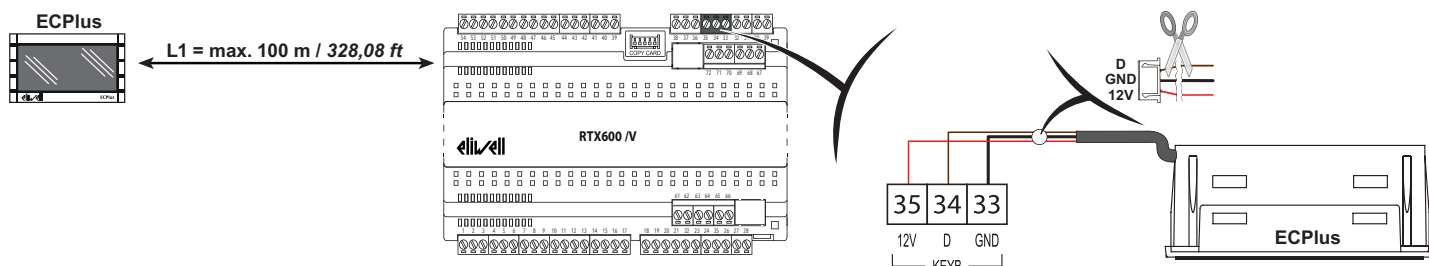 ECPlus
L1 = max. 100 m / 328,08 ft
eliwell
ECPlus
54 53 52 51 50 49 48 47 46 45 44 43 42 41 40 39
38 37 36 35 34 33
COPY CARD
72 71 70 69 68 67
RTX600 /V
eliwell
61 62 63 64 65 66
1 2 3 4 5 6 7 8 9 10 11 12 13 14 15 16 17
18 19 20 21 22 23 24 25 26 27 28
D
GND
12V
35 34 33
12V D GND
KEYB
ECPlus